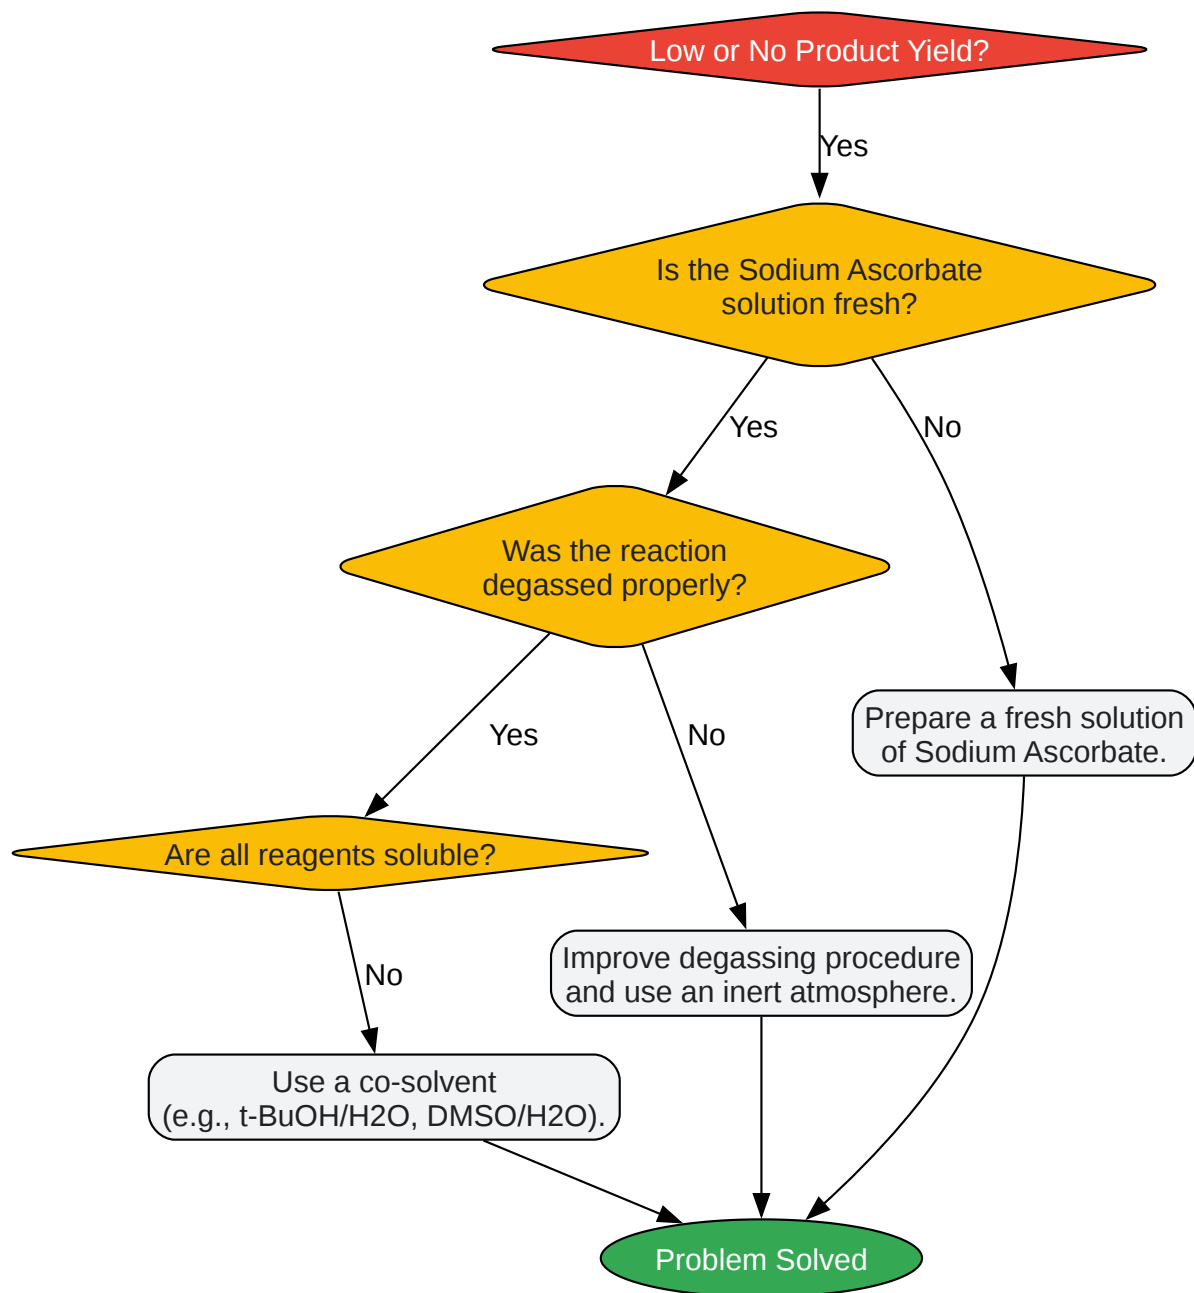 Low or No Product Yield?
Yes
Is the Sodium Ascorbate
solution fresh?
Yes
No
Was the reaction
degassed properly?
Yes
No
Prepare a fresh solution
of Sodium Ascorbate.
Are all reagents soluble?
No
Improve degassing procedure
and use an inert atmosphere.
Use a co-solvent
(e.g., t-BuOH/H2O, DMSO/H2O).
Problem Solved